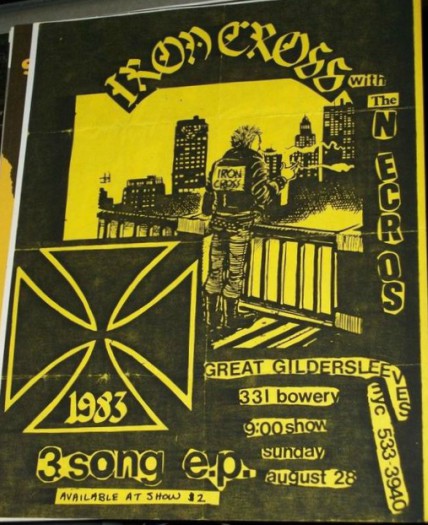 IRON CROSS
with
The
NECROS
IRON
CROSS
1983
GREAT GILDERSLEEVES
331 bowery
nyc 533-3940
9:00 show
sunday
august 28
3 song e.p.
AVAILABLE AT SHOW $2